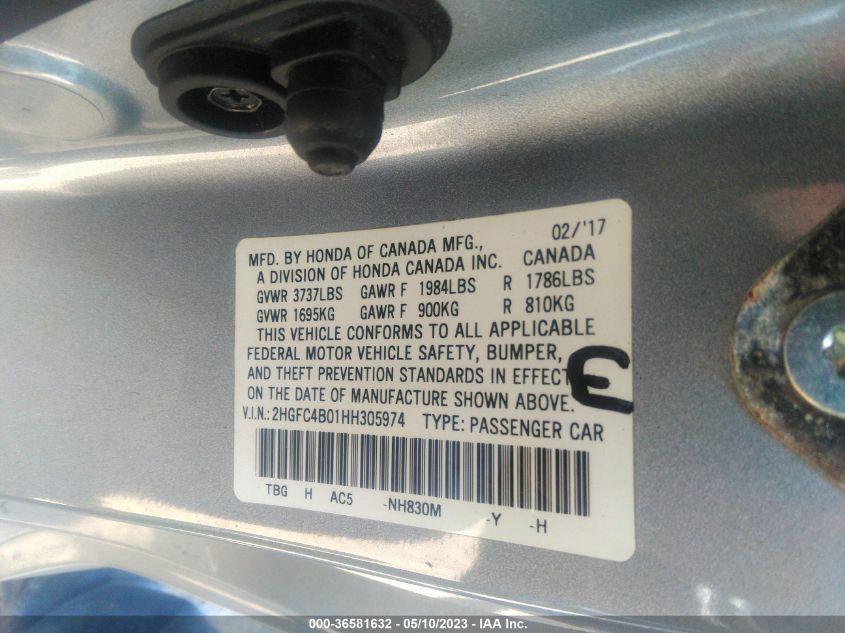 02/'17
MFD. BY HONDA OF CANADA MFG.,
A DIVISION OF HONDA CANADA INC. CANADA
GVWR 3737LBS GAWR F 1984LBS R 1786LBS
GVWR 1695KG GAWR F 900KG R 810KG
THIS VEHICLE CONFORMS TO ALL APPLICABLE
FEDERAL MOTOR VEHICLE SAFETY, BUMPER,
AND THEFT PREVENTION STANDARDS IN EFFECT
ON THE DATE OF MANUFACTURE SHOWN ABOVE.
V.I.N.: 2HGFC4B01HH305974 TYPE: PASSENGER CAR
TBG H AC5 -NH830M -Y -H
E
000-36581632 - 05/10/2023 - IAA Inc.